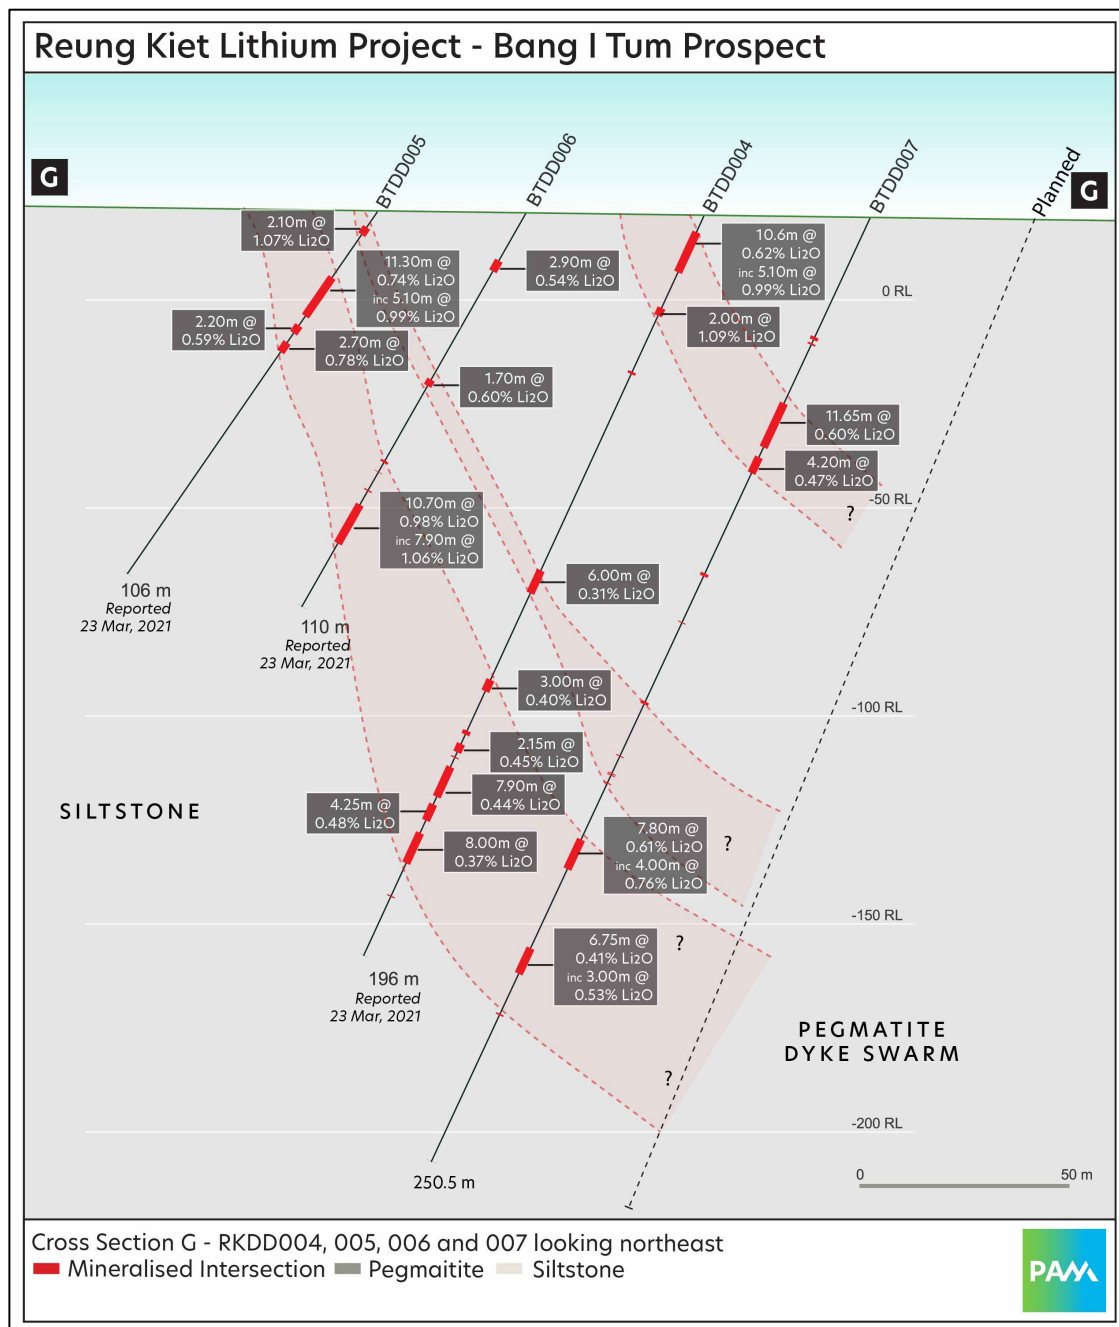 Reung Kiet Lithium Project - Bang I Tum Prospect
G
BTDD005
BTDD006
BTDD004
BTDD007
Planned
G
2.10m @
1.07% Li2O
11.30m @
0.74% Li2O
inc 5.10m @
0.99% Li2O
2.20m @
0.59% Li2O
2.70m @
0.78% Li2O
2.90m @
0.54% Li2O
1.70m @
0.60% Li2O
10.6m @
0.62% Li2O
inc 5.10m @
0.99% Li2O
2.00m @
1.09% Li2O
0 RL
11.65m @
0.60% Li2O
4.20m @
0.47% Li2O
-50 RL
?
10.70m @
0.98% Li2O
inc 7.90m @
1.06% Li2O
6.00m @
0.31% Li2O
106 m
Reported
23 Mar, 2021
110 m
Reported
23 Mar, 2021
3.00m @
0.40% Li2O
-100 RL
2.15m @
0.45% Li2O
7.90m @
0.44% Li2O
4.25m @
0.48% Li2O
8.00m @
0.37% Li2O
SILTSTONE
7.80m @
0.61% Li2O
inc 4.00m @
0.76% Li2O
?
-150 RL
6.75m @
0.41% Li2O
inc 3.00m @
0.53% Li2O
?
196 m
Reported
23 Mar, 2021
PEGMATITE
DYKE SWARM
?
-200 RL
250.5 m
0 50 m
Cross Section G - RKDD004, 005, 006 and 007 looking northeast
Mineralised Intersection Pegmaitite Siltstone
PAM